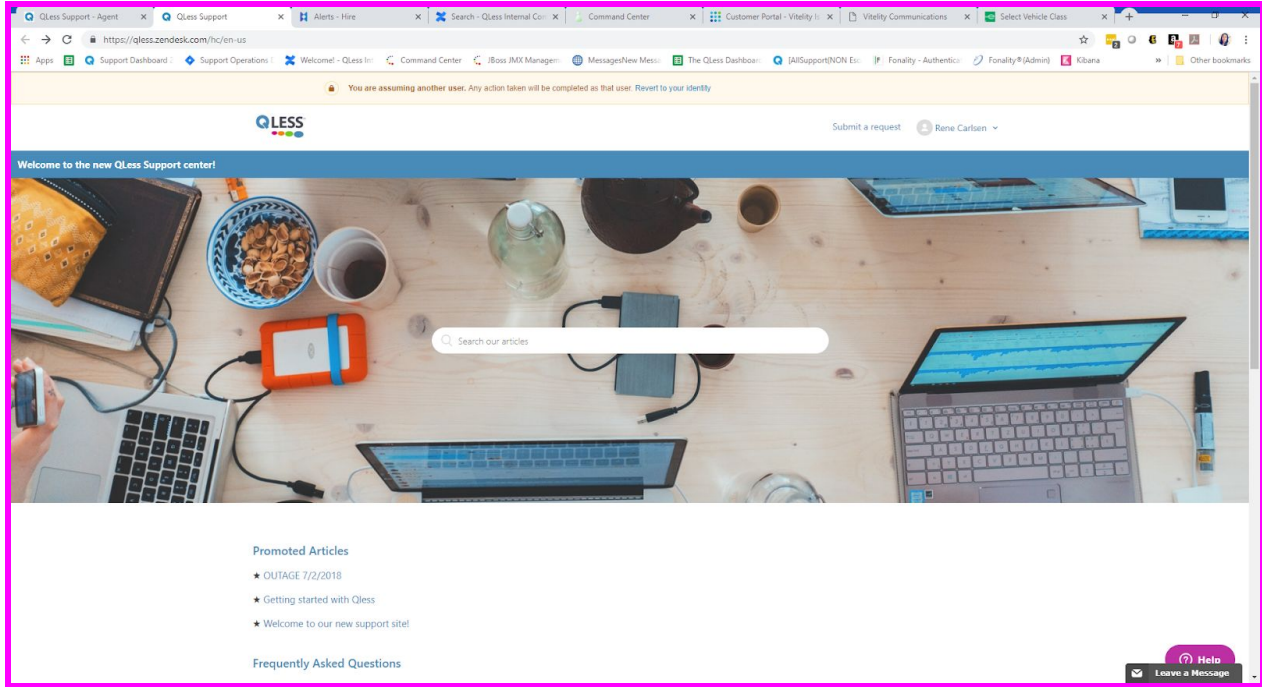 QLess Support - Agent
QLess Support
Alerts - Hire
Search - QLess Internal Con
Command Center
Customer Portal - Vitelity
Vitelity Communications
Select Vehicle Class
https://qless.zendesk.com/hc/en-us
Apps
Support Dashboard
Support Operations
Welcome! - QLess In
Command Center
JBoss JMX Managem
MessagesNew Messa
The QLess Dashboar
[AllSupport(NON Esc
Fonality - Authentica
Fonality®(Admin)
Kibana
Other bookmarks
You are assuming another user. Any action taken will be completed as that user. Revert to your identity
QLESS
Submit a request
Rene Carlsen
Welcome to the new QLess Support center!
Search our articles
Promoted Articles
★ OUTAGE 7/2/2018
★ Getting started with Qless
★ Welcome to our new support site!
Frequently Asked Questions
Help
Leave a Message